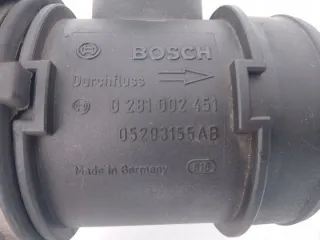 BOSCH
Durchfluss
0 281 002 451
05293155AB
Made in Germany